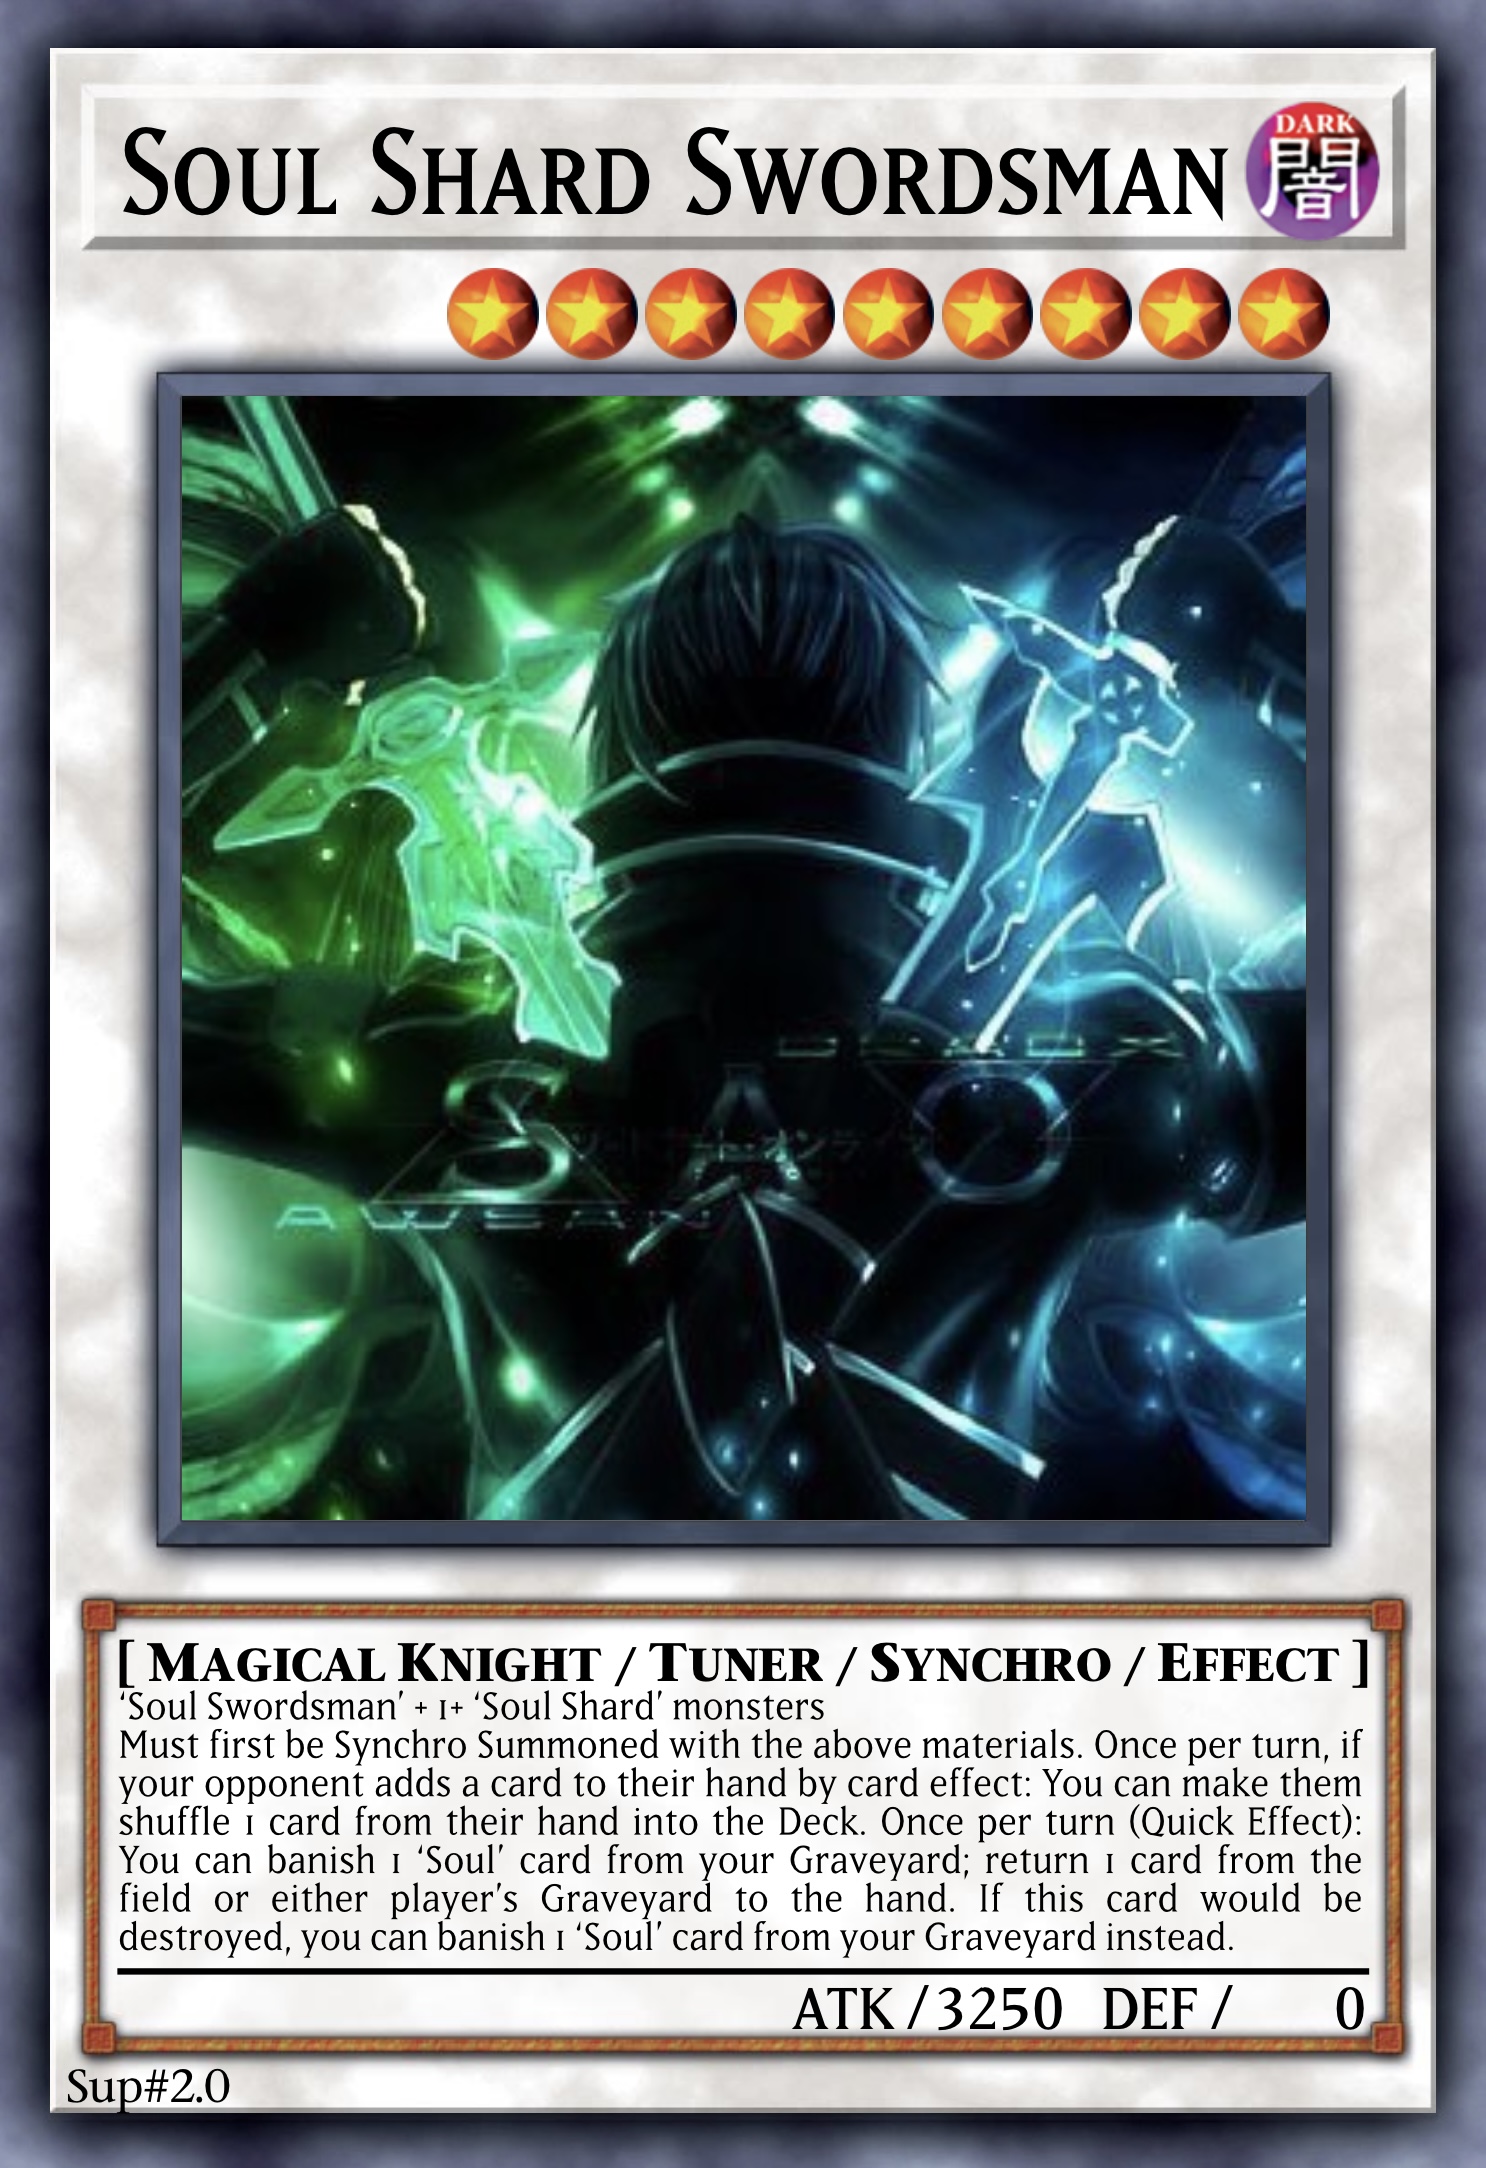 Soul Shard Swordsman
DARK
闇
S A O
AWSAN
[ Magical Knight / Tuner / Synchro / Effect ]
‘Soul Swordsman’ + 1+ ‘Soul Shard’ monsters
Must first be Synchro Summoned with the above materials. Once per turn, if
your opponent adds a card to their hand by card effect: You can make them
shuffle 1 card from their hand into the Deck. Once per turn (Quick Effect):
You can banish 1 ‘Soul’ card from your Graveyard; return 1 card from the
field or either player's Graveyard to the hand. If this card would be
destroyed, you can banish 1 ‘Soul’ card from your Graveyard instead.
ATK / 3250 DEF / 0
Sup#2.0